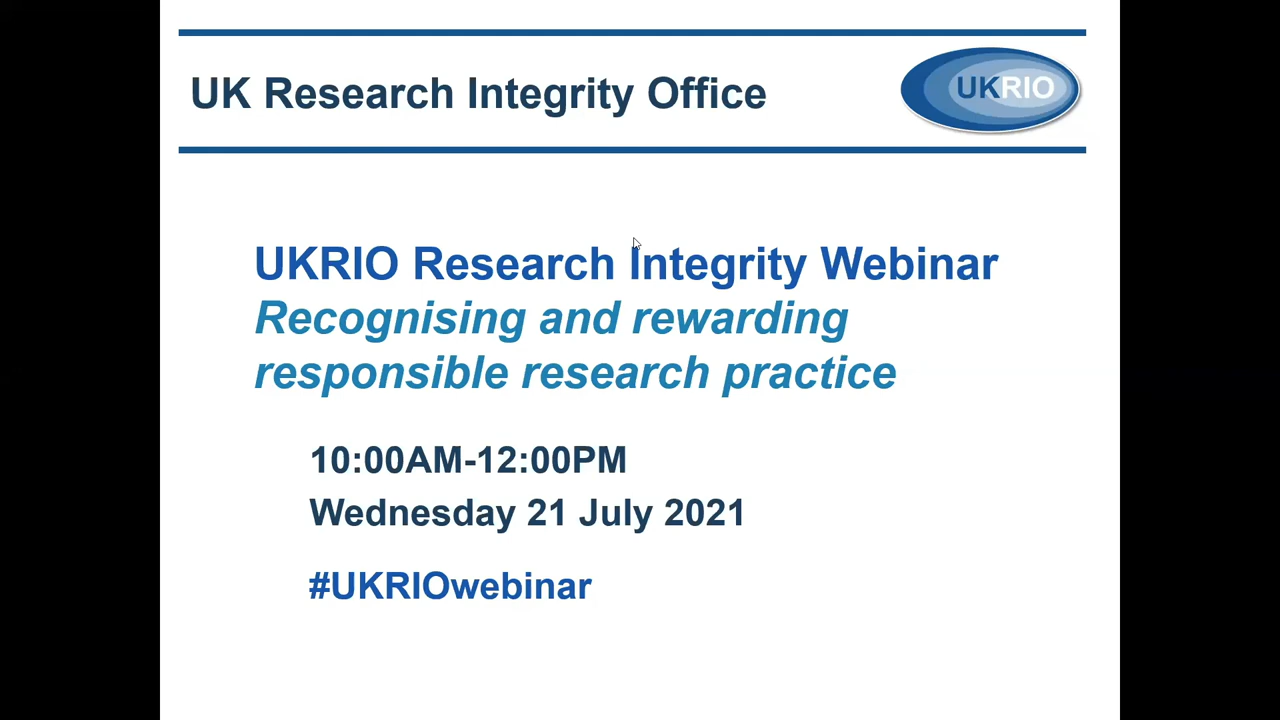 UK Research Integrity Office
UKRIO
UKRIO Research Integrity Webinar
Recognising and rewarding
responsible research practice
10:00AM-12:00PM
Wednesday 21 July 2021
#UKRIOwebinar